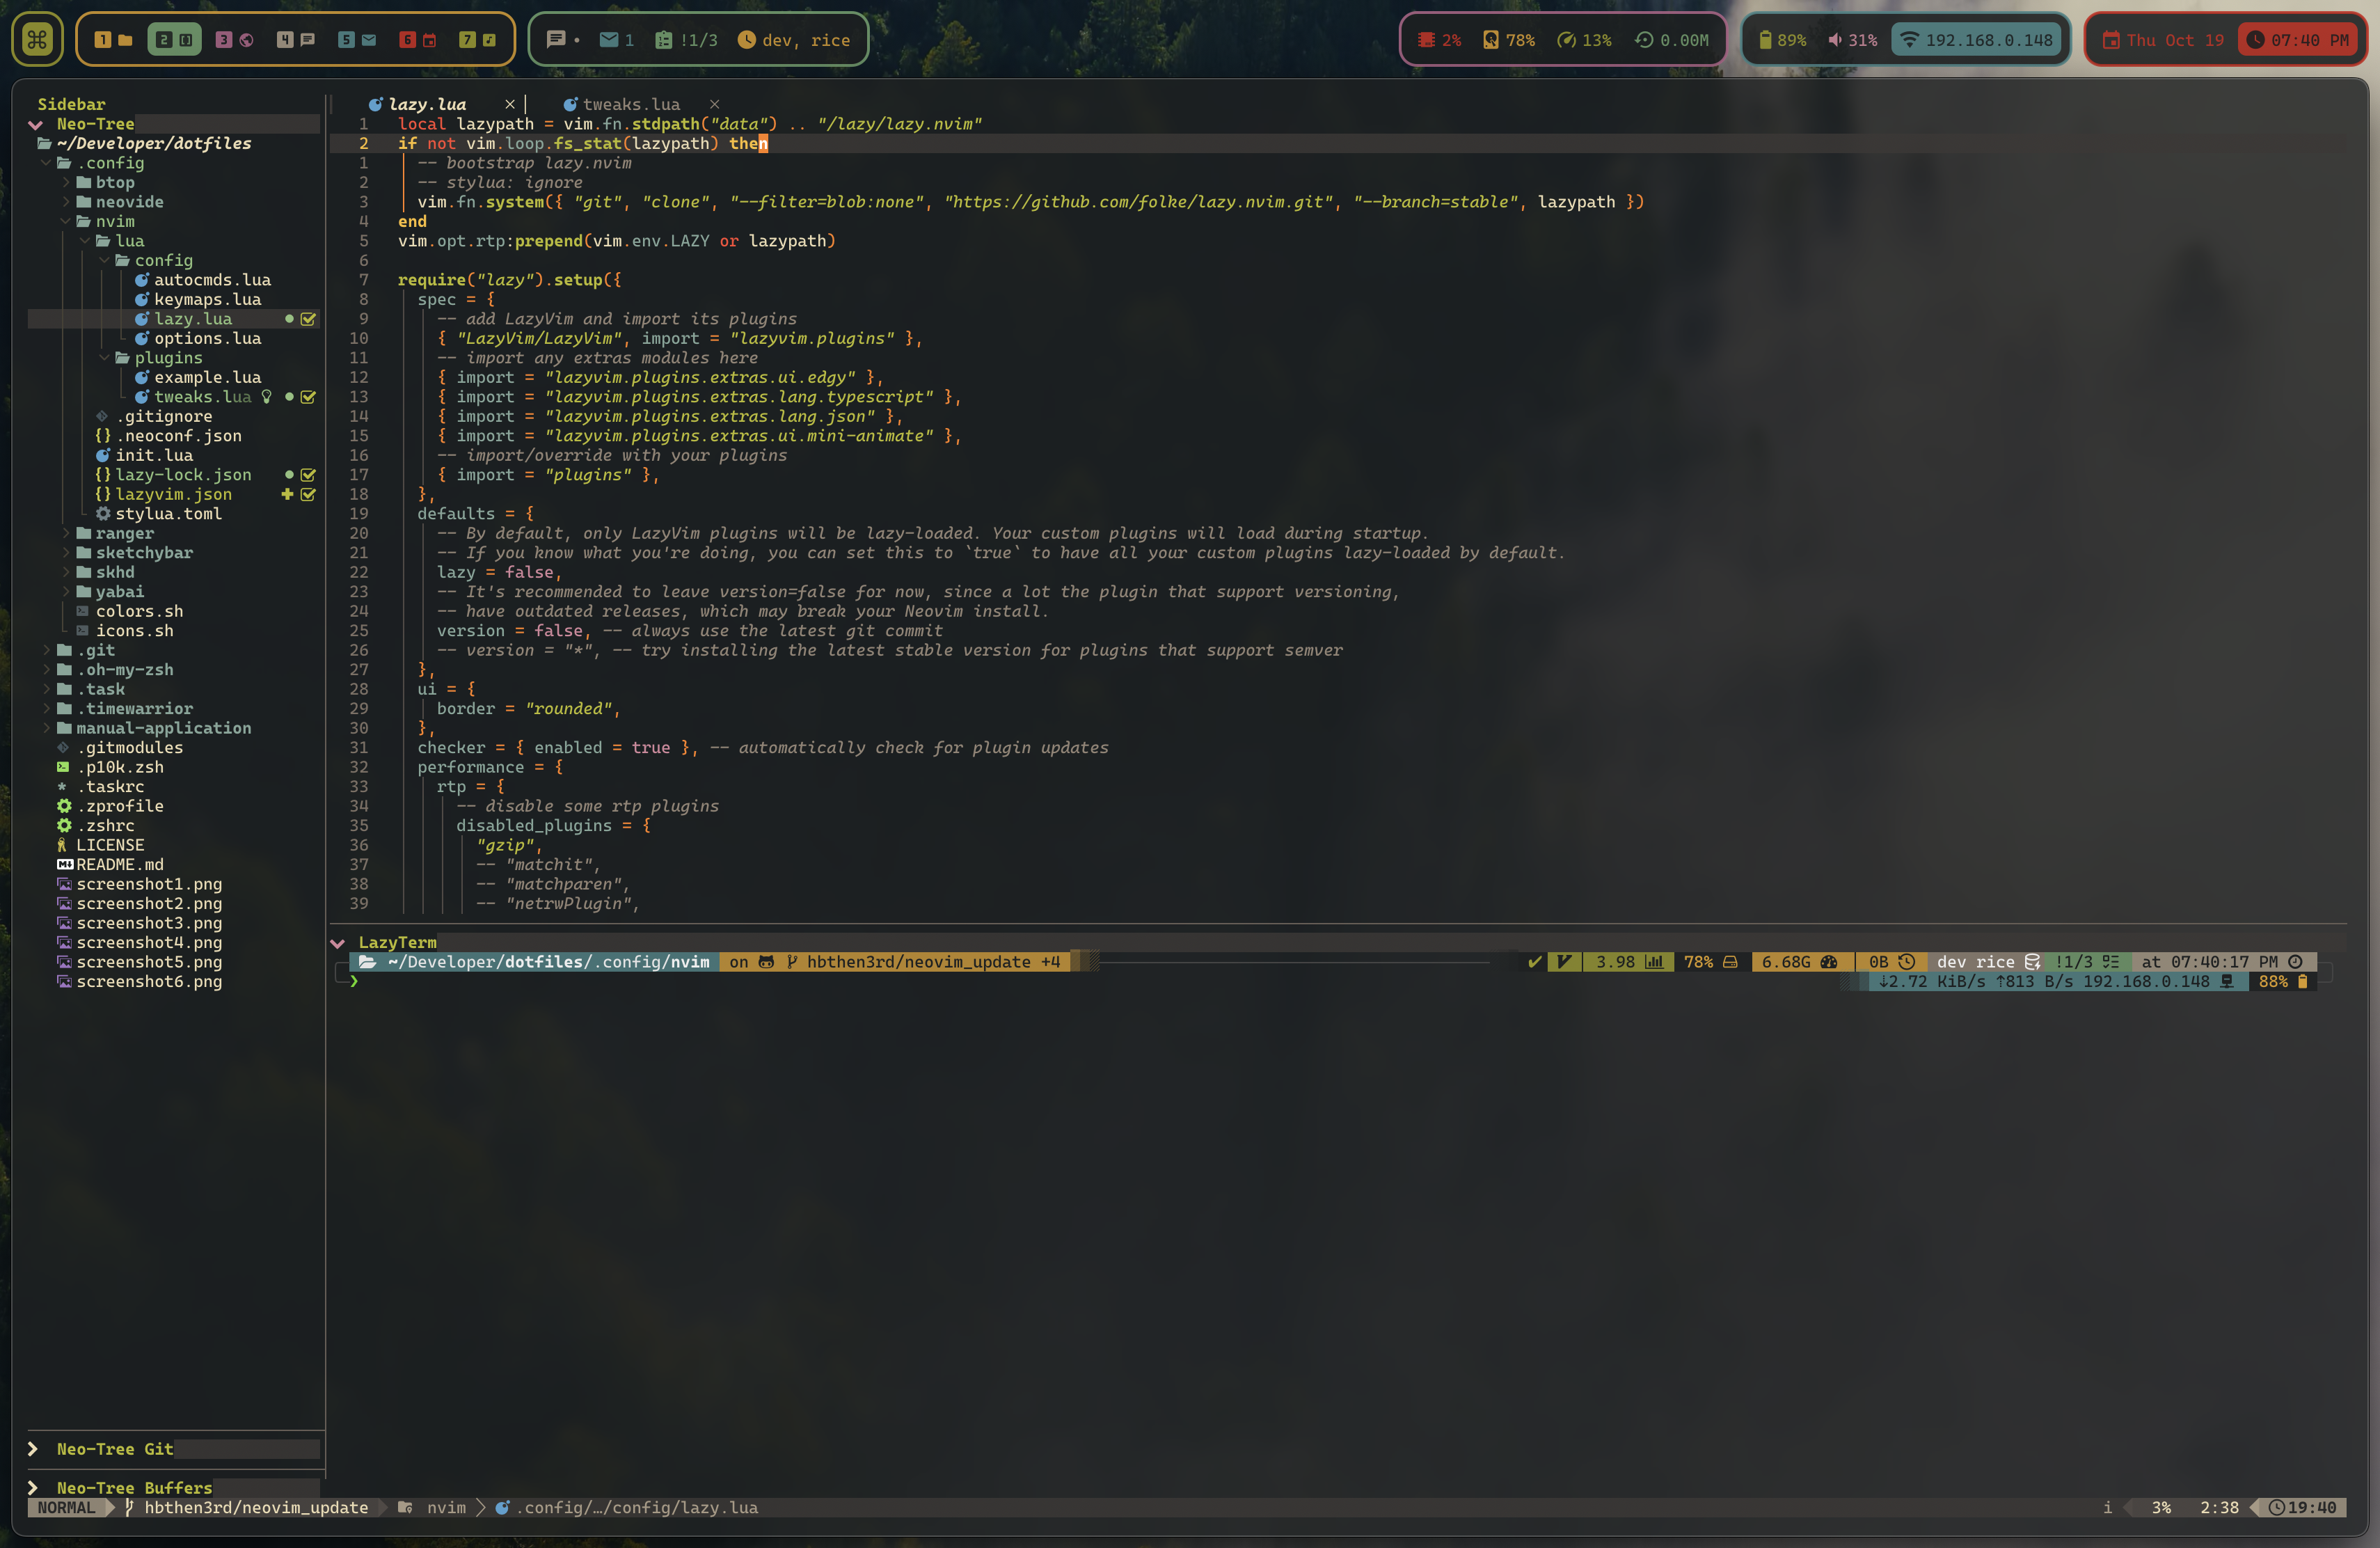 1 2 3 4 5 6 7 1 !1/3 dev, rice 2% 78% 13% 0.00M 89% 31% 192.168.0.148 Thu Oct 19 07:40 PM
Sidebar
Neo-Tree
~/Developer/dotfiles
.config
btop
neovide
nvim
lua
config
autocmds.lua
keymaps.lua
lazy.lua
options.lua
plugins
example.lua
tweaks.lua
.gitignore
{} .neoconf.json
init.lua
{} lazy-lock.json
{} lazyvim.json
stylua.toml
ranger
sketchybar
skhd
yabai
colors.sh
icons.sh
.git
.oh-my-zsh
.task
.timewarrior
manual-application
.gitmodules
.p10k.zsh
.taskrc
.zprofile
.zshrc
LICENSE
README.md
screenshot1.png
screenshot2.png
screenshot3.png
screenshot4.png
screenshot5.png
screenshot6.png
Neo-Tree Git
Neo-Tree Buffers
lazy.lua × tweaks.lua ×
1 local lazypath = vim.fn.stdpath("data") .. "/lazy/lazy.nvim"
2 if not vim.loop.fs_stat(lazypath) then
1 -- bootstrap lazy.nvim
2 -- stylua: ignore
3 vim.fn.system({ "git", "clone", "--filter=blob:none", "https://github.com/folke/lazy.nvim.git", "--branch=stable", lazypath })
4 end
5 vim.opt.rtp:prepend(vim.env.LAZY or lazypath)
6
7 require("lazy").setup({
8 spec = {
9 -- add LazyVim and import its plugins
10 { "LazyVim/LazyVim", import = "lazyvim.plugins" },
11 -- import any extras modules here
12 { import = "lazyvim.plugins.extras.ui.edgy" },
13 { import = "lazyvim.plugins.extras.lang.typescript" },
14 { import = "lazyvim.plugins.extras.lang.json" },
15 { import = "lazyvim.plugins.extras.ui.mini-animate" },
16 -- import/override with your plugins
17 { import = "plugins" },
18 },
19 defaults = {
20 -- By default, only LazyVim plugins will be lazy-loaded. Your custom plugins will load during startup.
21 -- If you know what you're doing, you can set this to `true` to have all your custom plugins lazy-loaded by default.
22 lazy = false,
23 -- It's recommended to leave version=false for now, since a lot the plugin that support versioning,
24 -- have outdated releases, which may break your Neovim install.
25 version = false, -- always use the latest git commit
26 -- version = "*", -- try installing the latest stable version for plugins that support semver
27 },
28 ui = {
29 border = "rounded",
30 },
31 checker = { enabled = true }, -- automatically check for plugin updates
32 performance = {
33 rtp = {
34 -- disable some rtp plugins
35 disabled_plugins = {
36 "gzip",
37 -- "matchit",
38 -- "matchparen",
39 -- "netrwPlugin",
LazyTerm
~/Developer/dotfiles/.config/nvim on hbthen3rd/neovim_update +4 3.98 78% 6.68G 0B dev rice !1/3 at 07:40:17 PM
❯ ↓2.72 KiB/s ↑813 B/s 192.168.0.148 88%
NORMAL hbthen3rd/neovim_update nvim .config/…/config/lazy.lua i 3% 2:38 19:40